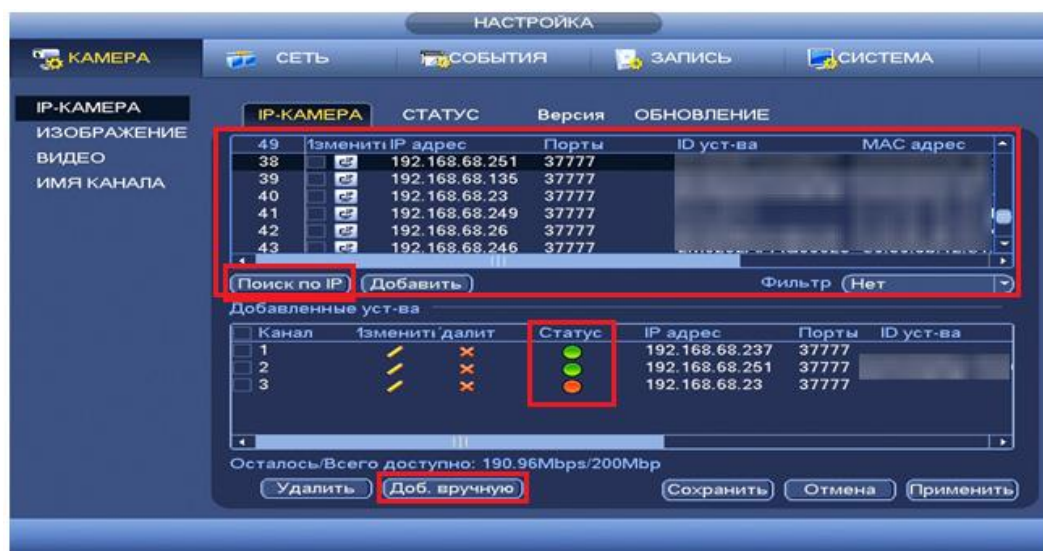 НАСТРОЙКА
КАМЕРА СЕТЬ СОБЫТИЯ ЗАПИСЬ СИСТЕМА
IP-КАМЕРА
ИЗОБРАЖЕНИЕ
ВИДЕО
ИМЯ КАНАЛА
IP-КАМЕРА СТАТУС Версия ОБНОВЛЕНИЕ
49 Изменить IP адрес Порты ID уст-ва MAC адрес
38 192.168.68.251 37777
39 192.168.68.135 37777
40 192.168.68.23 37777
41 192.168.68.249 37777
42 192.168.68.26 37777
43 192.168.68.246 37777
Поиск по IP Добавить Фильтр Нет
Добавленные уст-ва
Канал Изменить далит Статус IP адрес Порты ID уст-ва
1 192.168.68.237 37777
2 192.168.68.251 37777
3 192.168.68.23 37777
Осталось/Всего доступно: 190.96Mbps/200Mbp
Удалить Доб. вручную Сохранить Отмена Применить